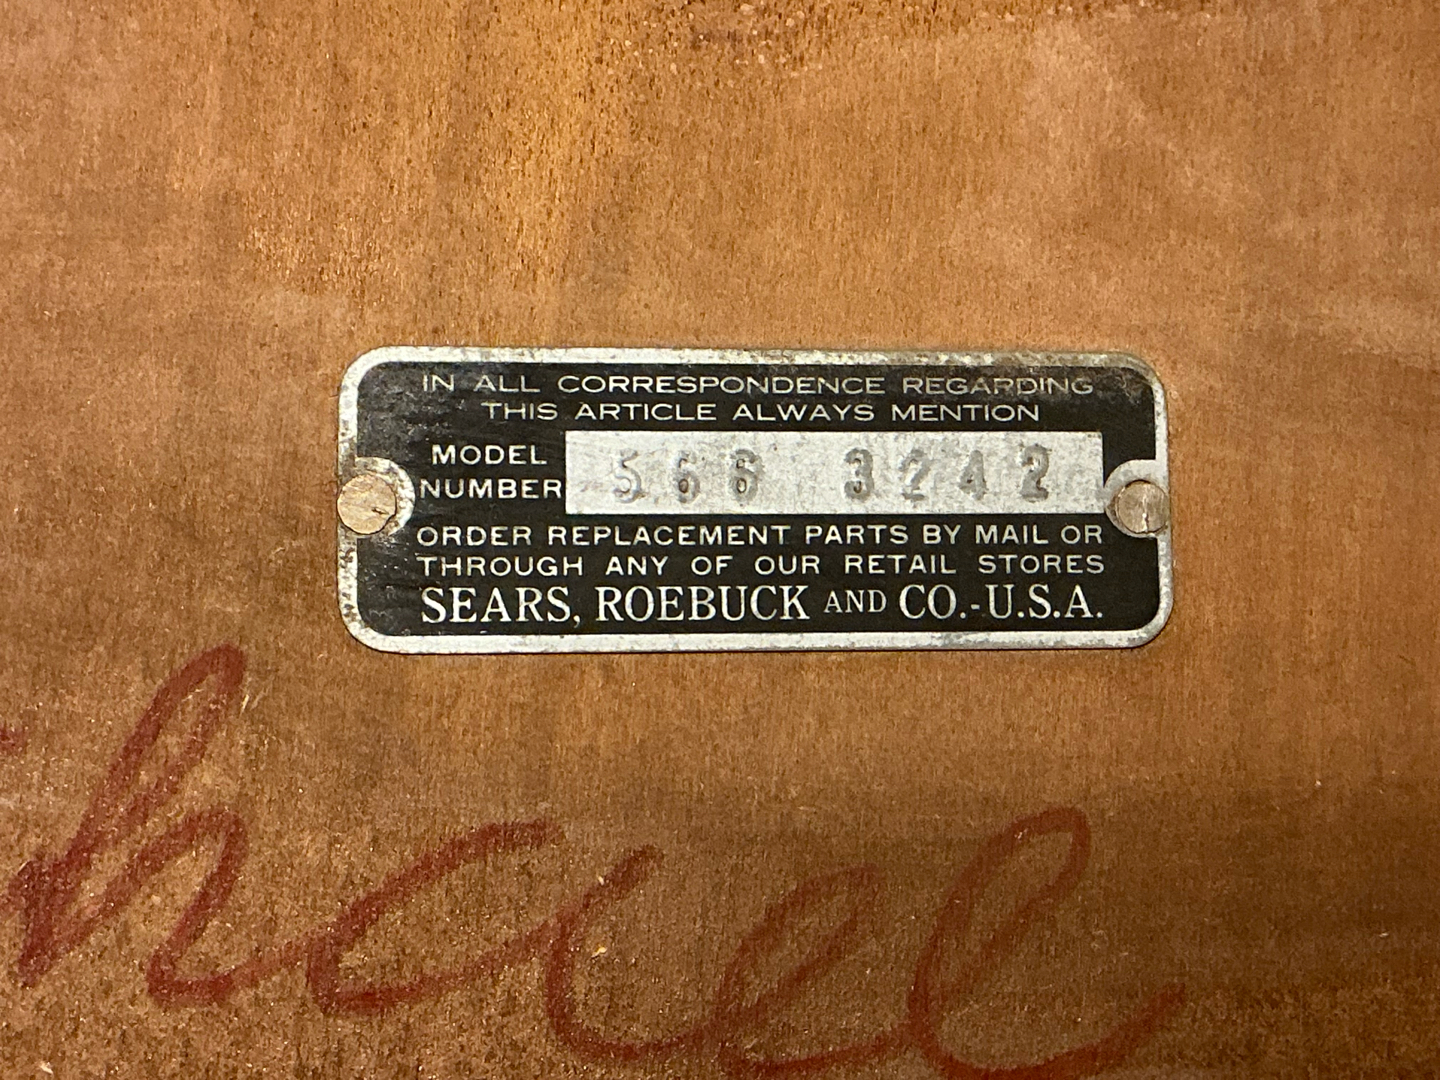 IN ALL CORRESPONDENCE REGARDING
THIS ARTICLE ALWAYS MENTION
MODEL NUMBER 566 3242
ORDER REPLACEMENT PARTS BY MAIL OR
THROUGH ANY OF OUR RETAIL STORES
SEARS, ROEBUCK AND CO.-U.S.A.